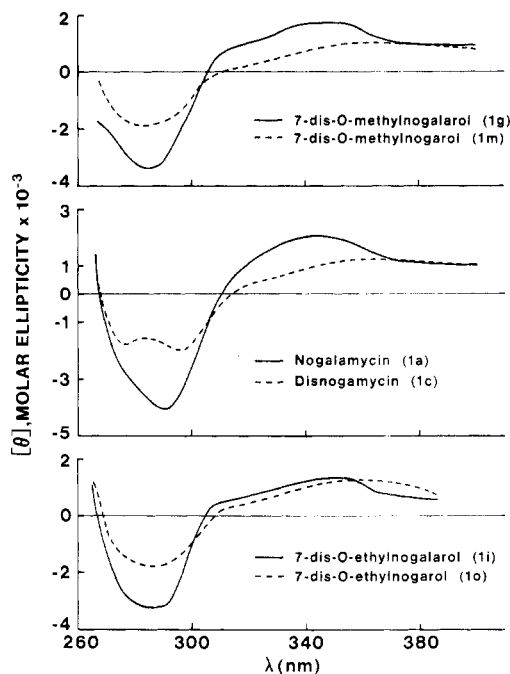 [θ], MOLAR ELLIPTICITY x 10⁻³
2
0
-2
-4
7-dis-O-methylnogalarol (1g)
7-dis-O-methylnogarol (1m)
3
1
0
-1
-3
-5
Nogalamycin (1a)
Disnogamycin (1c)
2
0
-2
-4
7-dis-O-ethylnogalarol (1i)
7-dis-O-ethylnogarol (1o)
260
300
340
380
λ(nm)